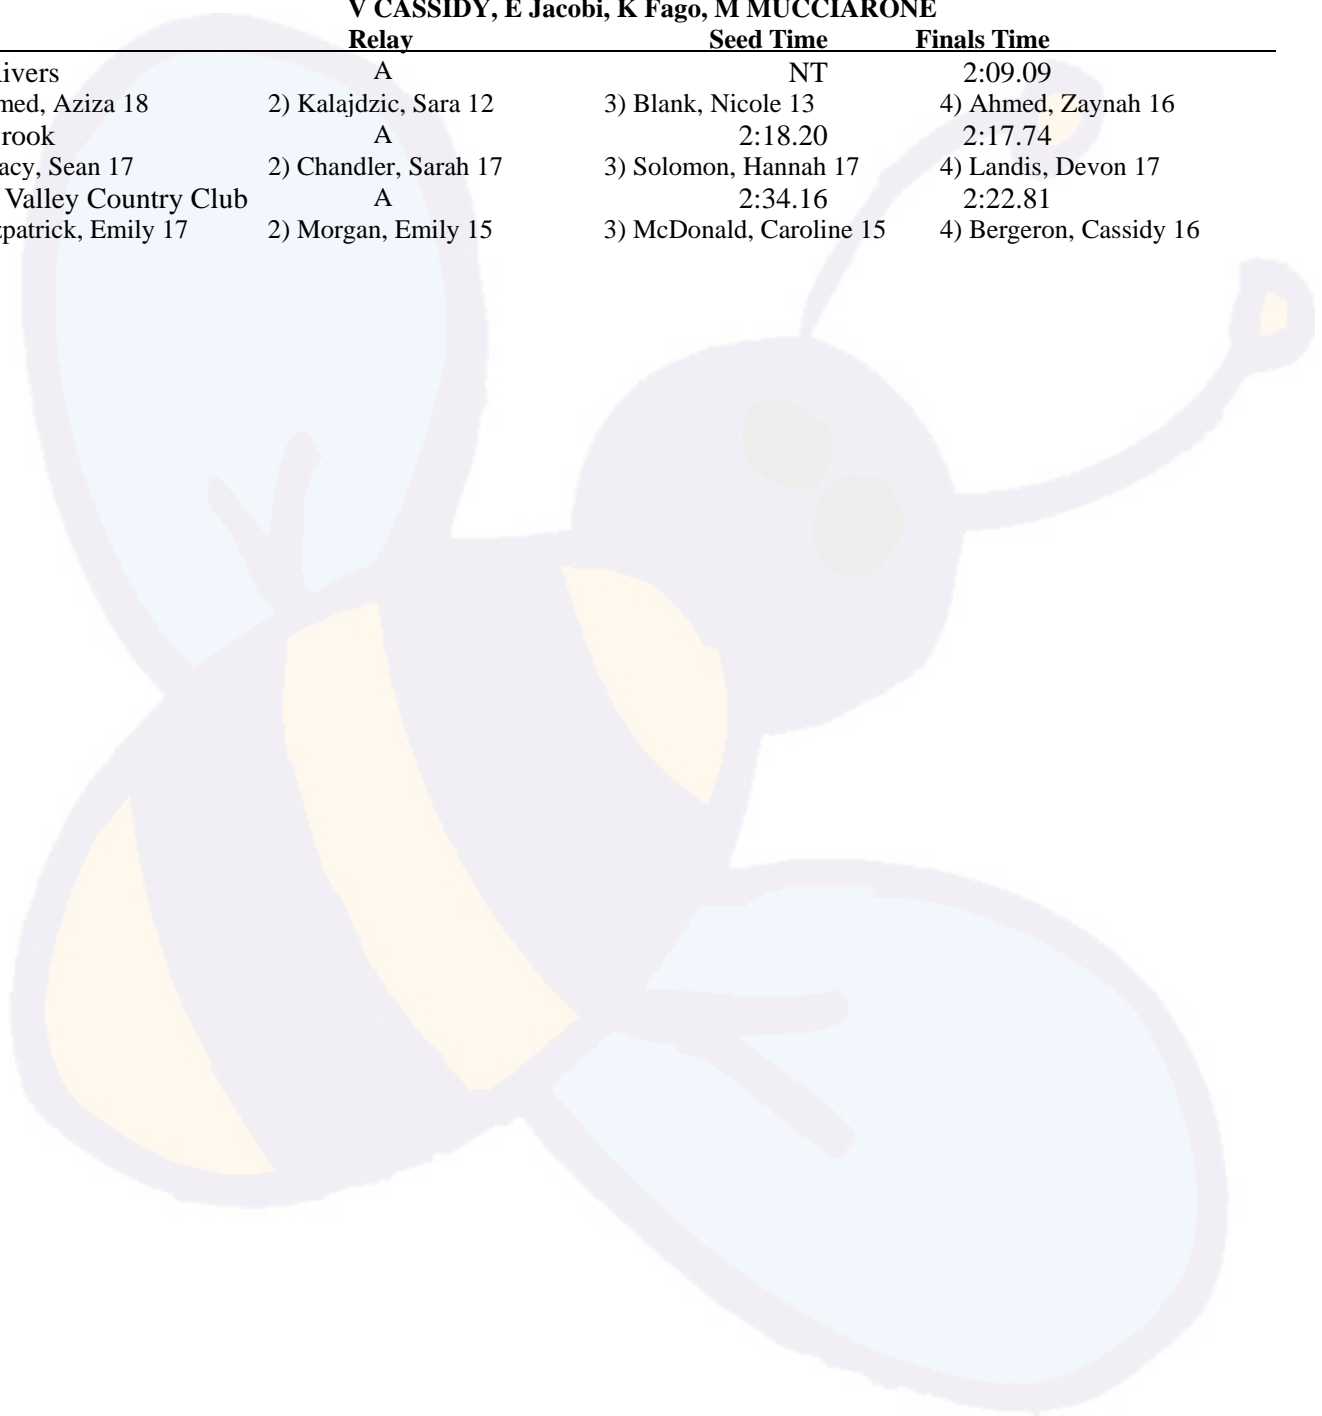 V CASSIDY, E Jacobi, K Fago, M MUCCIARONE
Relay Seed Time Finals Time
ivers A NT 2:09.09
med, Aziza 18 2) Kalajdzic, Sara 12 3) Blank, Nicole 13 4) Ahmed, Zaynah 16
rook A 2:18.20 2:17.74
acy, Sean 17 2) Chandler, Sarah 17 3) Solomon, Hannah 17 4) Landis, Devon 17
Valley Country Club A 2:34.16 2:22.81
zpatrick, Emily 17 2) Morgan, Emily 15 3) McDonald, Caroline 15 4) Bergeron, Cassidy 16